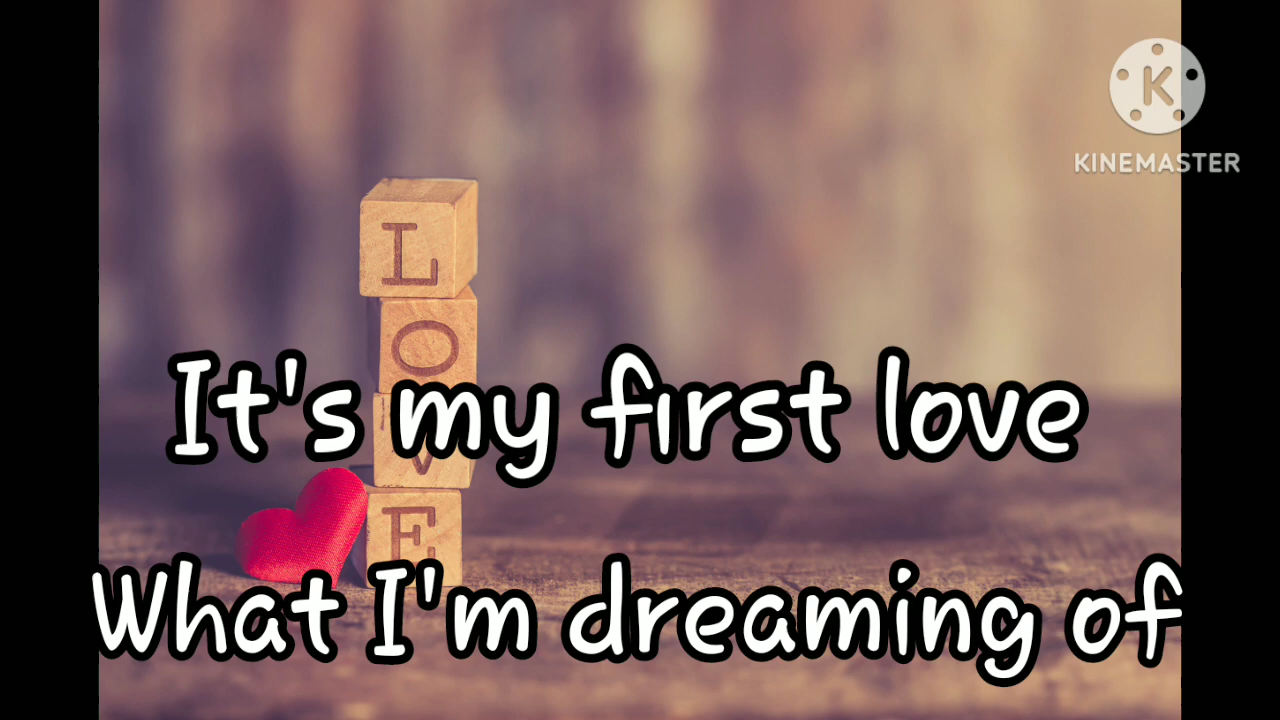 K
KINEMASTER
L
O
V
E
It's my first love
What I'm dreaming of